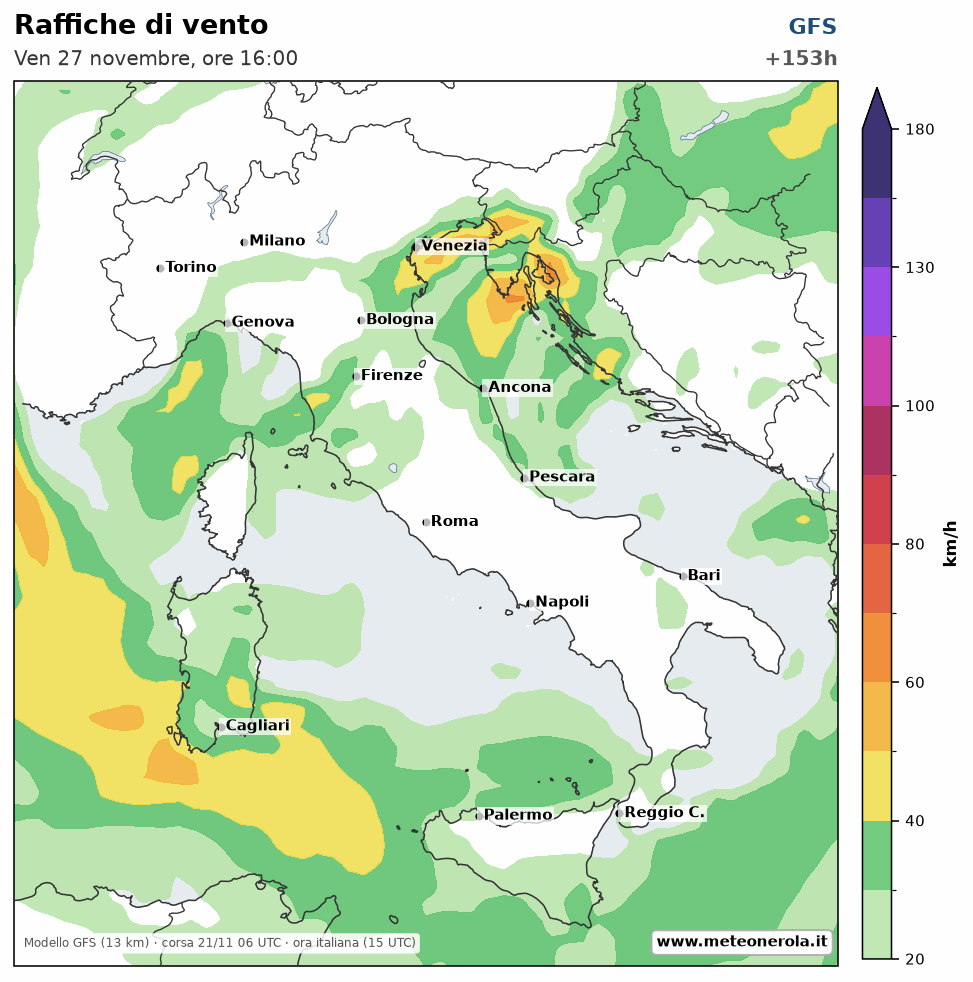 Raffiche di vento
GFS
Ven 27 novembre, ore 16:00
+153h
180
130
100
80
60
40
20
km/h
Milano
Venezia
Torino
Genova
Bologna
Firenze
Ancona
Pescara
Roma
Bari
Napoli
Cagliari
Palermo
Reggio C.
Modello GFS (13 km) · corsa 21/11 06 UTC · ora italiana (15 UTC)
www.meteonerola.it